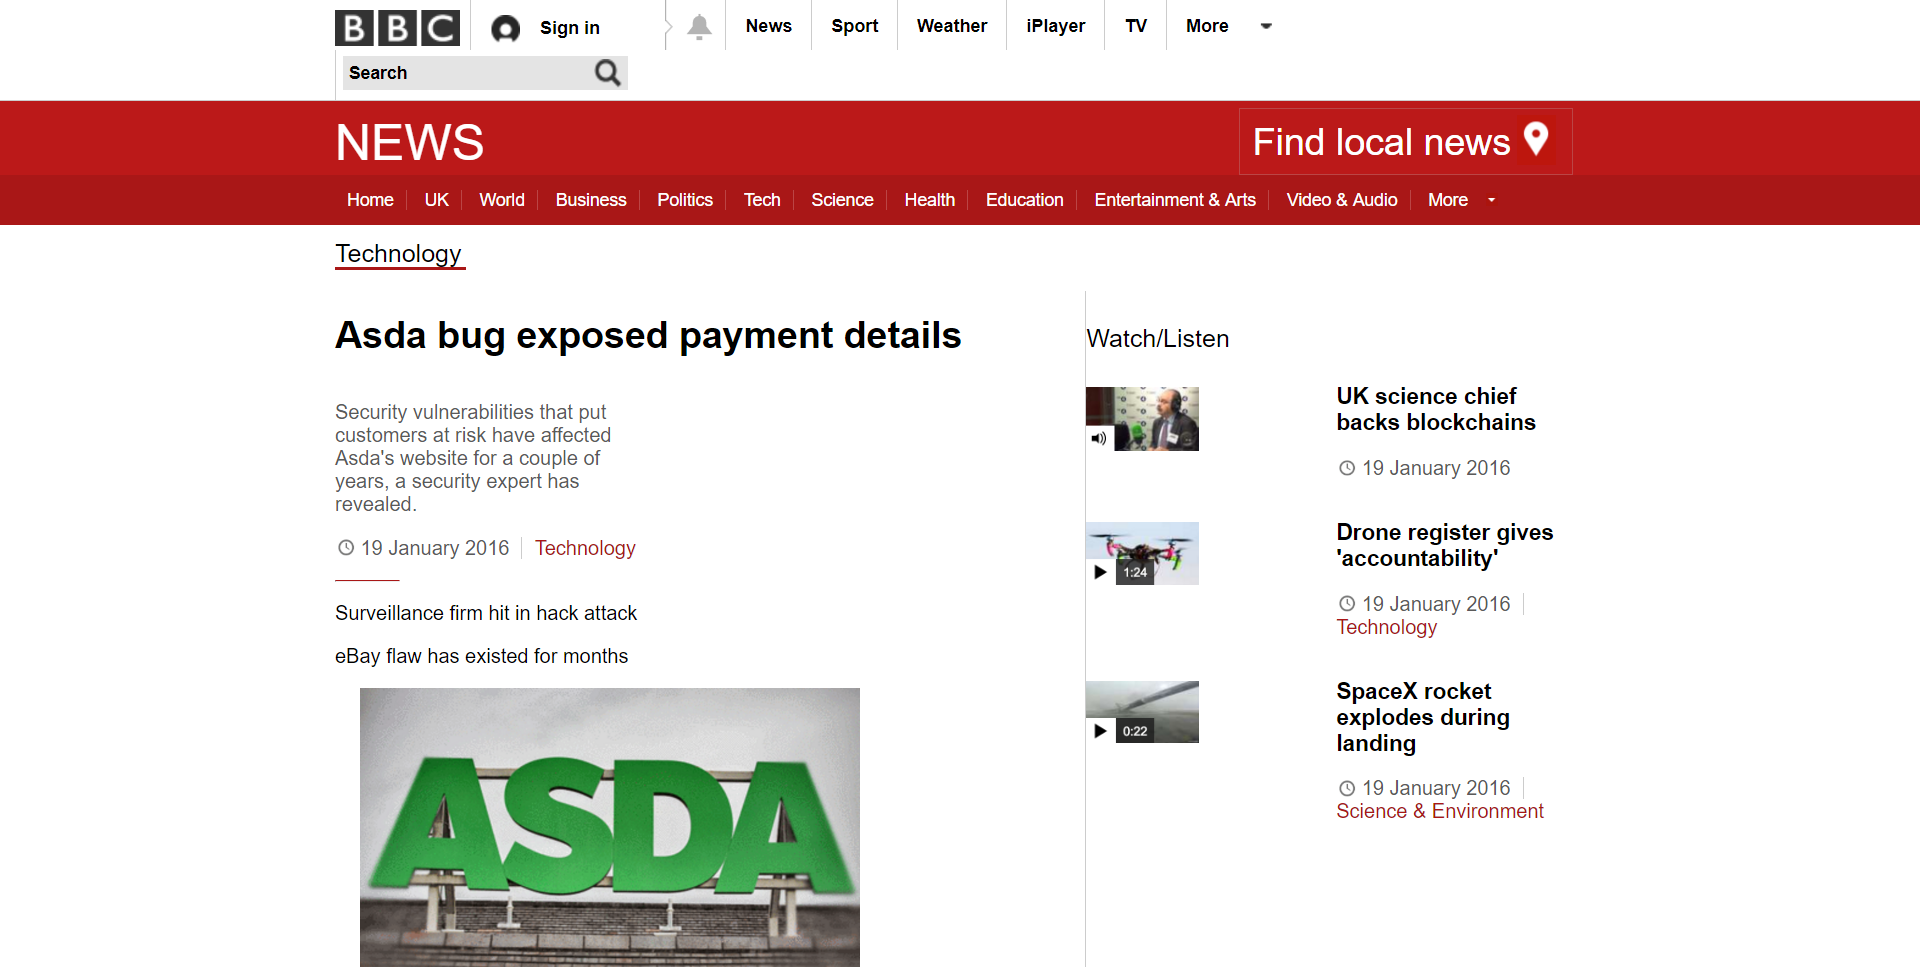 BBC
Sign in
News
Sport
Weather
iPlayer
TV
More
Search
NEWS
Find local news
Home
UK
World
Business
Politics
Tech
Science
Health
Education
Entertainment & Arts
Video & Audio
More
Technology
Asda bug exposed payment details
Security vulnerabilities that put
customers at risk have affected
Asda's website for a couple of
years, a security expert has
revealed.
19 January 2016
Technology
Surveillance firm hit in hack attack
eBay flaw has existed for months
ASDA
Watch/Listen
UK science chief
backs blockchains
19 January 2016
1:24
Drone register gives
'accountability'
19 January 2016
Technology
0:22
SpaceX rocket
explodes during
landing
19 January 2016
Science & Environment